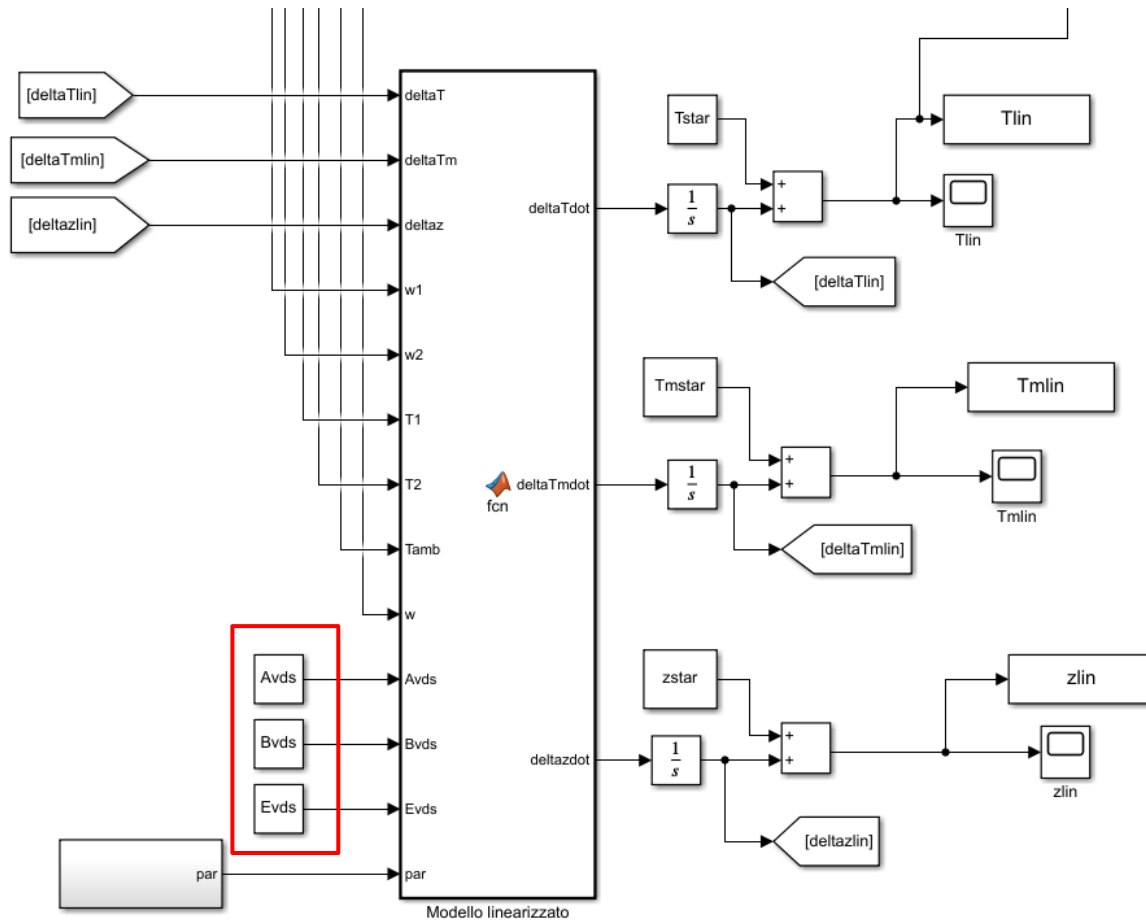 [deltaTlin]
[deltaTmlin]
[deltazlin]
deltaT
deltaTm
deltaz
w1
w2
T1
T2
Tamb
w
Avds
Avds
Bvds
Bvds
Evds
Evds
par
par
fcn
Modello linearizzato
deltaTdot
1
s
Tstar
+
+
[deltaTlin]
Tlin
Tlin
deltaTmdot
1
s
Tmstar
+
+
[deltaTmlin]
Tmlin
Tmlin
deltazdot
1
s
zstar
+
+
[deltazlin]
zlin
zlin